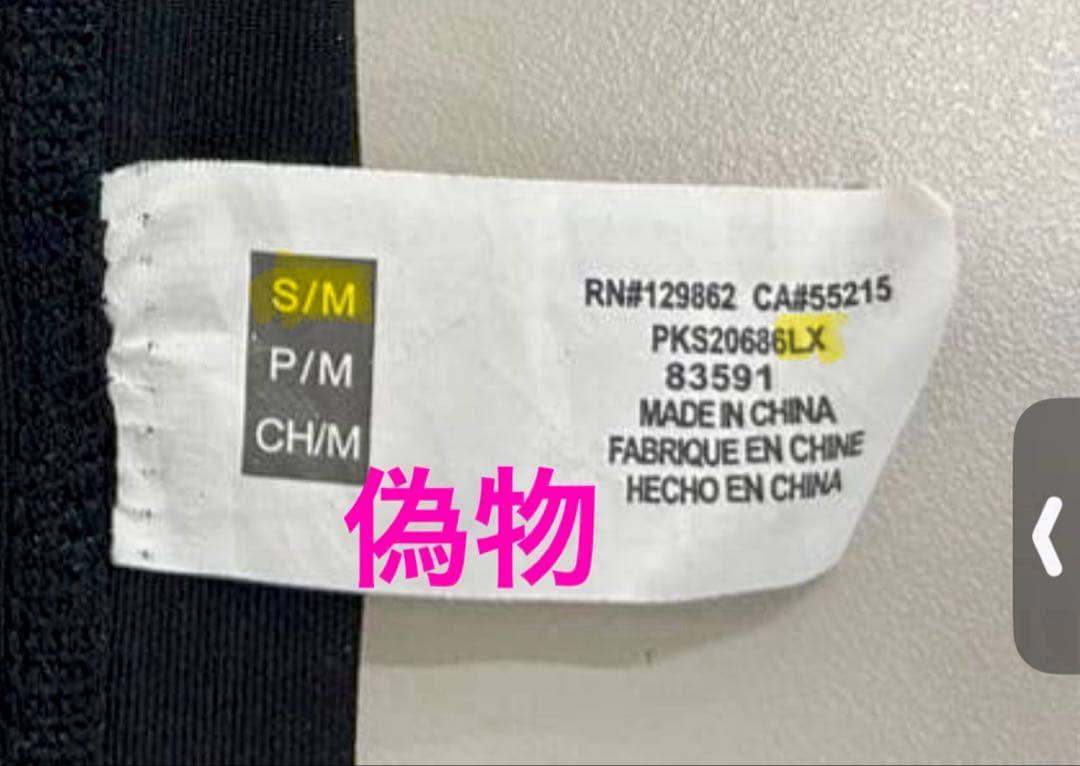 S/M
P/M
CH/M
RN#129862 CA#55215
PKS20686LX
83591
MADE IN CHINA
FABRIQUE EN CHINE
HECHO EN CHINA
偽物